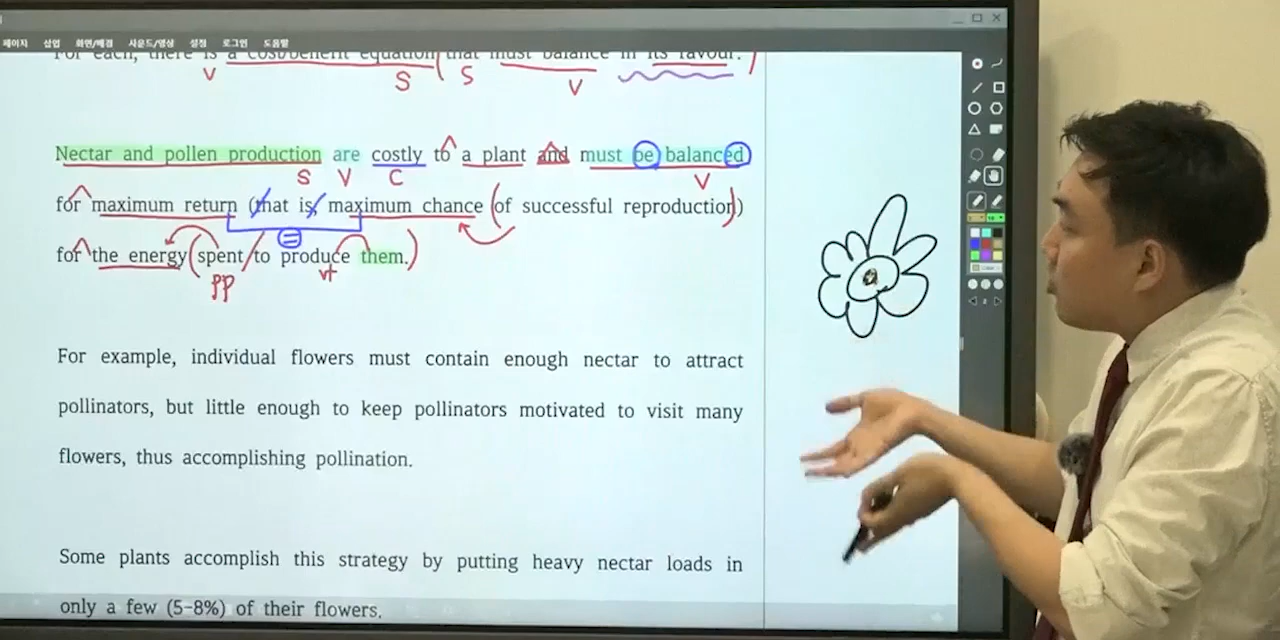 페이지 삽입 화면/배경 사운드/영상 설정 로그인 도움말
For each, there is a cost/benefit equation (that must balance in its favour.)
V S S V
Nectar and pollen production are costly to a plant and must be balanced
S V C V
for maximum return (that is, maximum chance (of successful reproduction))
=
for the energy (spent/to produce them.)
pp vt
For example, individual flowers must contain enough nectar to attract
pollinators, but little enough to keep pollinators motivated to visit many
flowers, thus accomplishing pollination.
Some plants accomplish this strategy by putting heavy nectar loads in
only a few (5-8%) of their flowers.